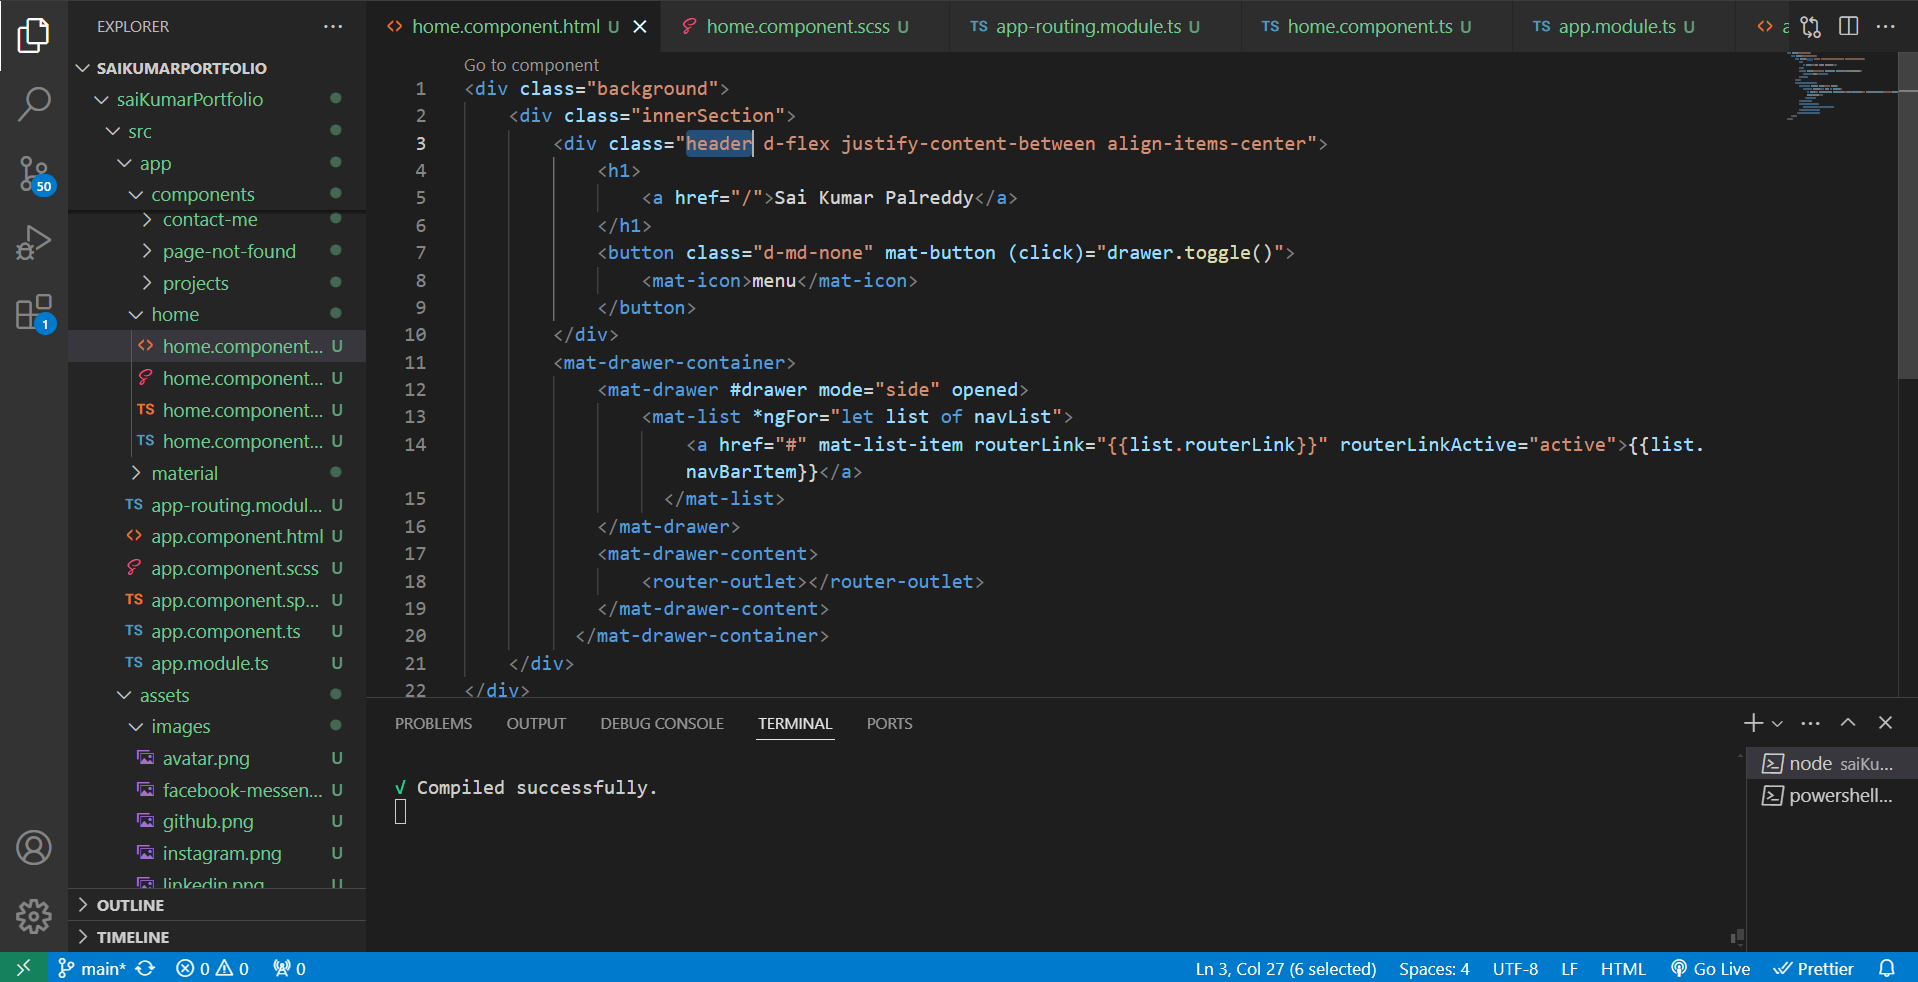 EXPLORER
SAIKUMARPORTFOLIO
saiKumarPortfolio
src
app
components
contact-me
page-not-found
projects
home
home.component... U
home.component... U
TS home.component... U
TS home.component... U
material
TS app-routing.modul... U
app.component.html U
app.component.scss U
TS app.component.sp... U
TS app.component.ts U
TS app.module.ts U
assets
images
avatar.png U
facebook-messen... U
github.png U
instagram.png U
linkedin.png U
OUTLINE
TIMELINE
50
1
home.component.html U
home.component.scss U
TS app-routing.module.ts U
TS home.component.ts U
TS app.module.ts U
a
Go to component
1 <div class="background">
2 <div class="innerSection">
3 <div class="header d-flex justify-content-between align-items-center">
4 <h1>
5 <a href="/">Sai Kumar Palreddy</a>
6 </h1>
7 <button class="d-md-none" mat-button (click)="drawer.toggle()">
8 <mat-icon>menu</mat-icon>
9 </button>
10 </div>
11 <mat-drawer-container>
12 <mat-drawer #drawer mode="side" opened>
13 <mat-list *ngFor="let list of navList">
14 <a href="#" mat-list-item routerLink="{{list.routerLink}}" routerLinkActive="active">{{list.
navBarItem}}</a>
15 </mat-list>
16 </mat-drawer>
17 <mat-drawer-content>
18 <router-outlet></router-outlet>
19 </mat-drawer-content>
20 </mat-drawer-container>
21 </div>
22 </div>
PROBLEMS OUTPUT DEBUG CONSOLE TERMINAL PORTS
√ Compiled successfully.
node saiKu...
powershell...
main* 0 0 0
Ln 3, Col 27 (6 selected) Spaces: 4 UTF-8 LF HTML Go Live Prettier